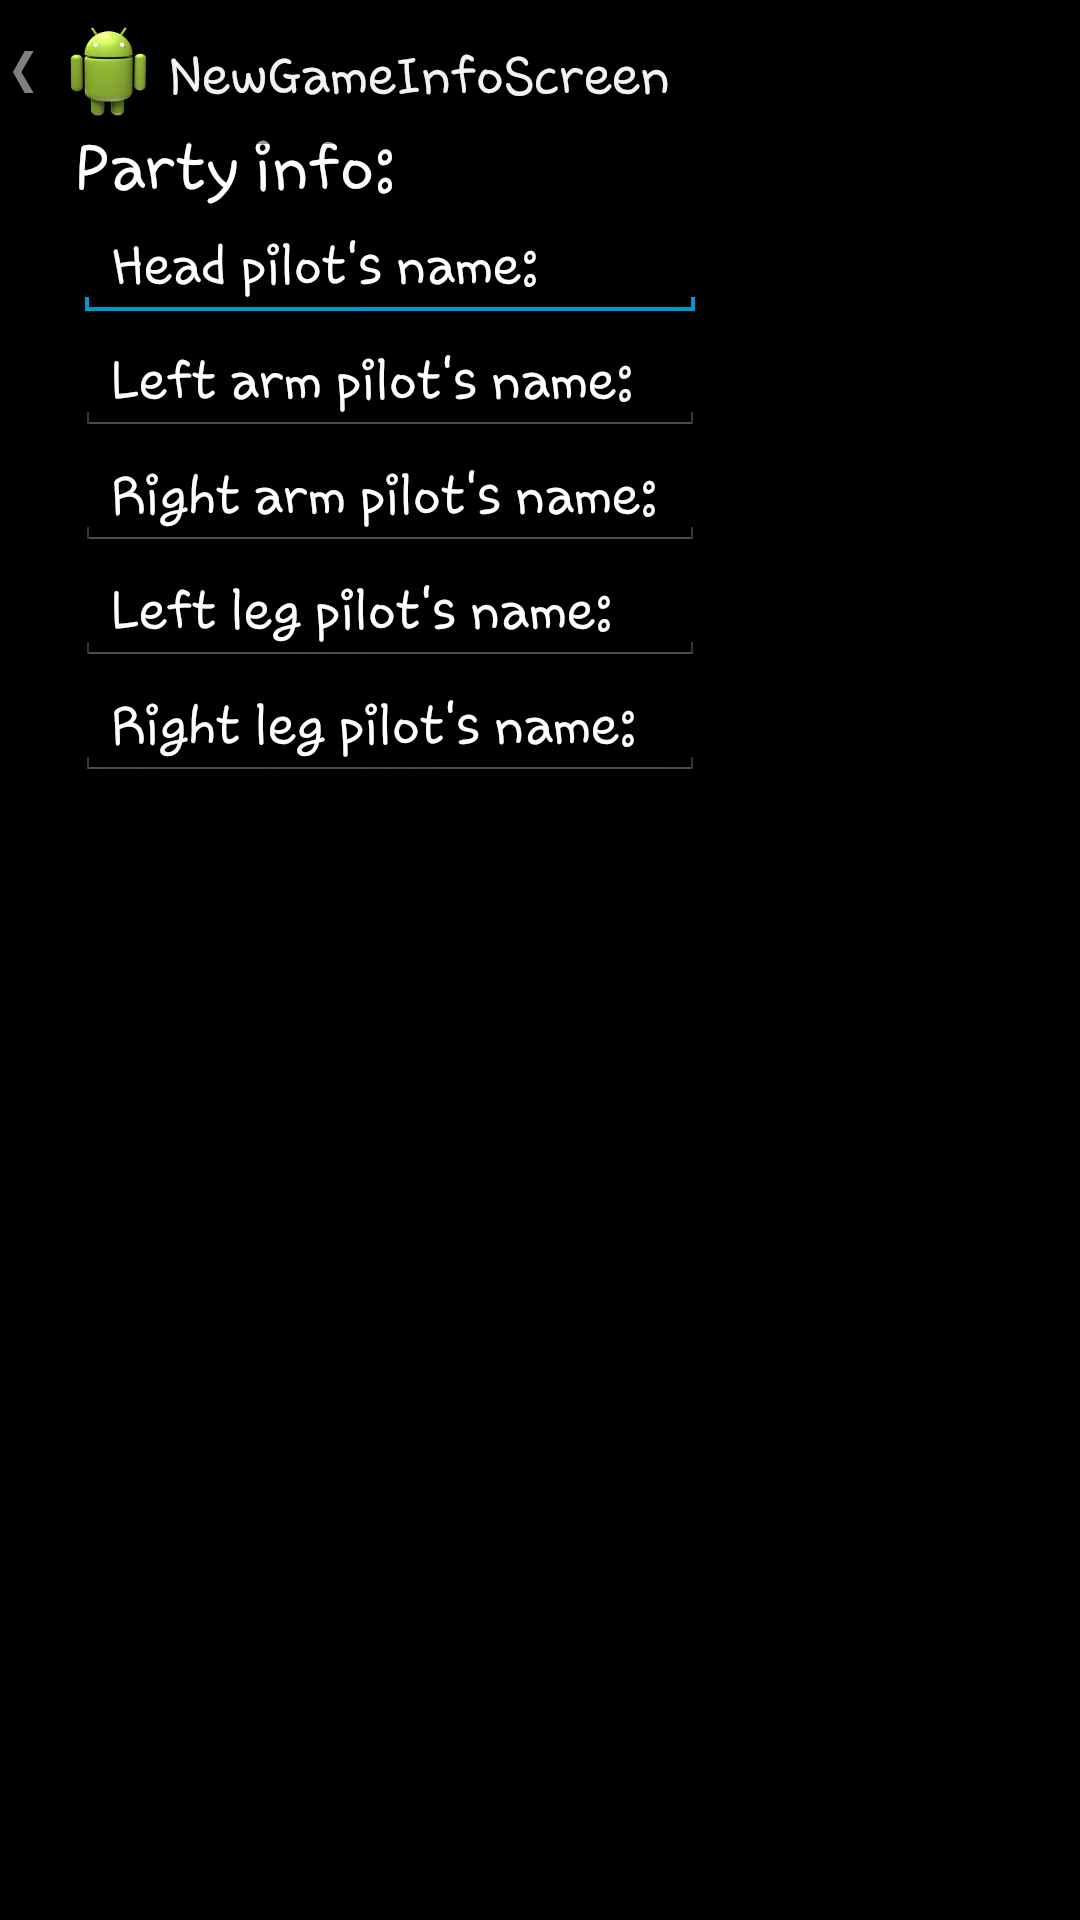 NewGameInfoScreen
Party info:
Head pilot's name:
Left arm pilot's name:
Right arm pilot's name:
Left leg pilot's name:
Right leg pilot's name: